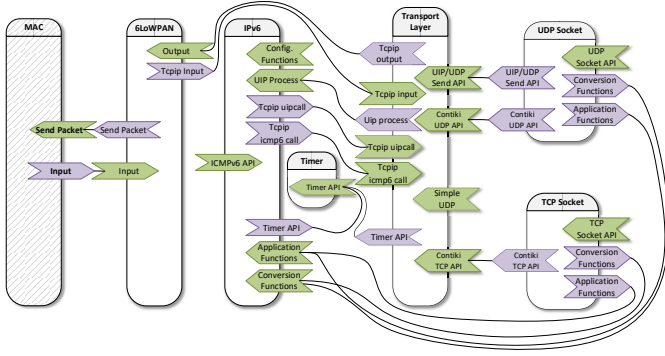 MAC
6LoWPAN
IPv6
Transport
Layer
UDP Socket
Output
Tcpip Input
Send Packet
Send Packet
Input
Input
Config.
Functions
UIP Process
Tcpip uipcall
Tcpip
icmp6 call
ICMPv6 API
Timer
Timer API
Timer API
Application
Functions
Conversion
Functions
Tcpip
output
Tcpip input
Uip process
Tcpip uipcall
Tcpip
icmp6 call
Timer API
UIP/UDP
Send API
Contiki
UDP API
Simple
UDP
Contiki
TCP API
UIP/UDP
Send API
Contiki
UDP API
UDP
Socket API
Conversion
Functions
Application
Functions
TCP Socket
TCP
Socket API
Contiki
TCP API
Conversion
Functions
Application
Functions